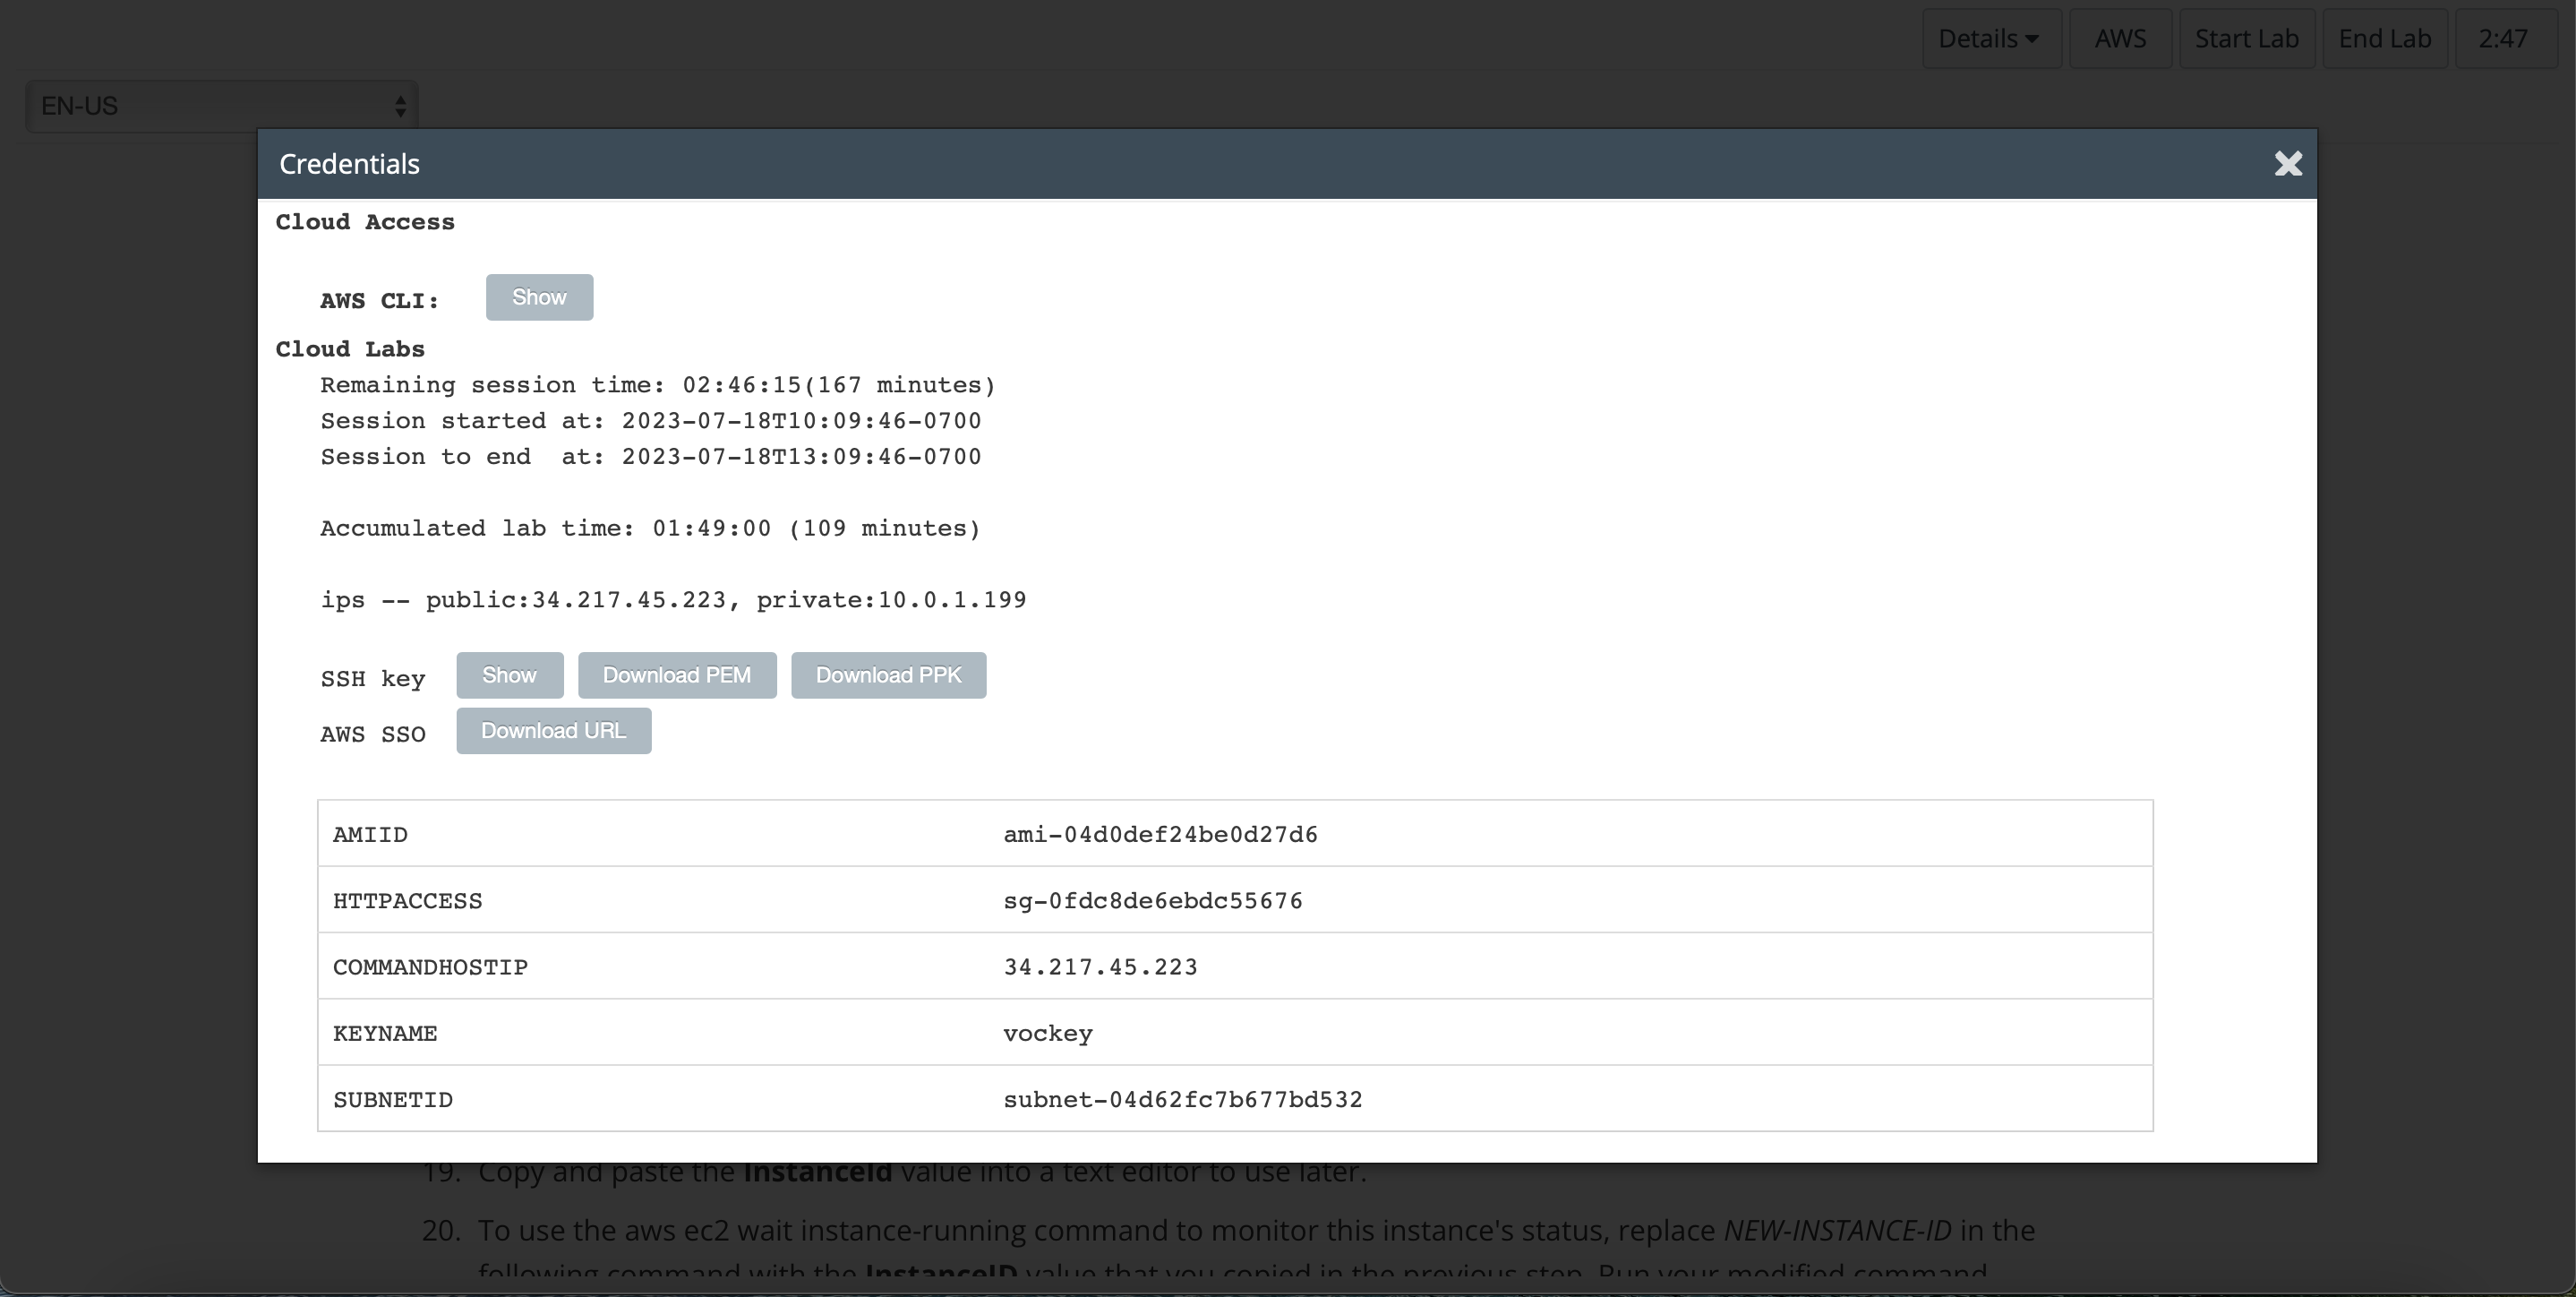 Details AWS Start Lab End Lab 2:47
EN-US
Credentials
Cloud Access
AWS CLI: Show
Cloud Labs
Remaining session time: 02:46:15(167 minutes)
Session started at: 2023-07-18T10:09:46-0700
Session to end  at: 2023-07-18T13:09:46-0700
Accumulated lab time: 01:49:00 (109 minutes)
ips -- public:34.217.45.223, private:10.0.1.199
SSH key Show Download PEM Download PPK
AWS SSO Download URL
AMIID ami-04d0def24be0d27d6
HTTPACCESS sg-0fdc8de6ebdc55676
COMMANDHOSTIP 34.217.45.223
KEYNAME vockey
SUBNETID subnet-04d62fc7b677bd532
19. Copy and paste the InstanceId value into a text editor to use later.
20. To use the aws ec2 wait instance-running command to monitor this instance's status, replace NEW-INSTANCE-ID in the
following command with the InstanceID value that you copied in the previous step. Run your modified command.